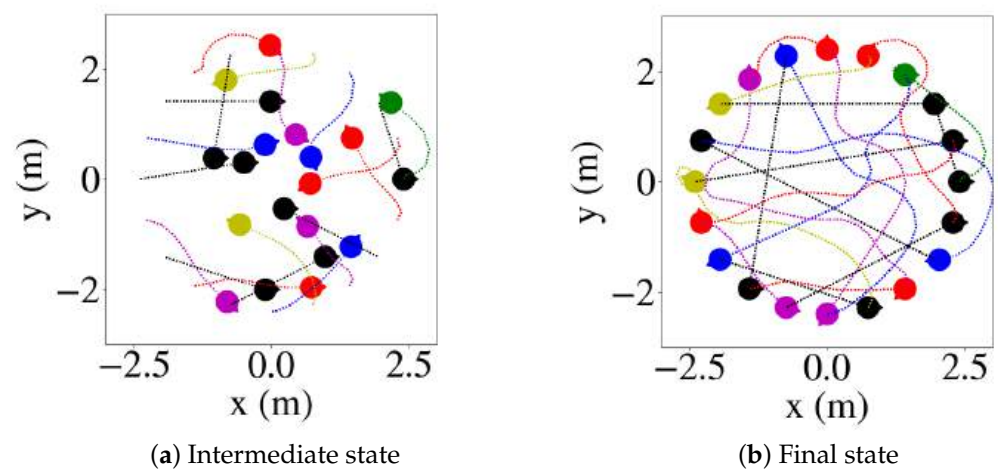 2
0
−2
y (m)
−2.5
0.0
2.5
x (m)
(a) Intermediate state
2
0
−2
y (m)
−2.5
0.0
2.5
x (m)
(b) Final state